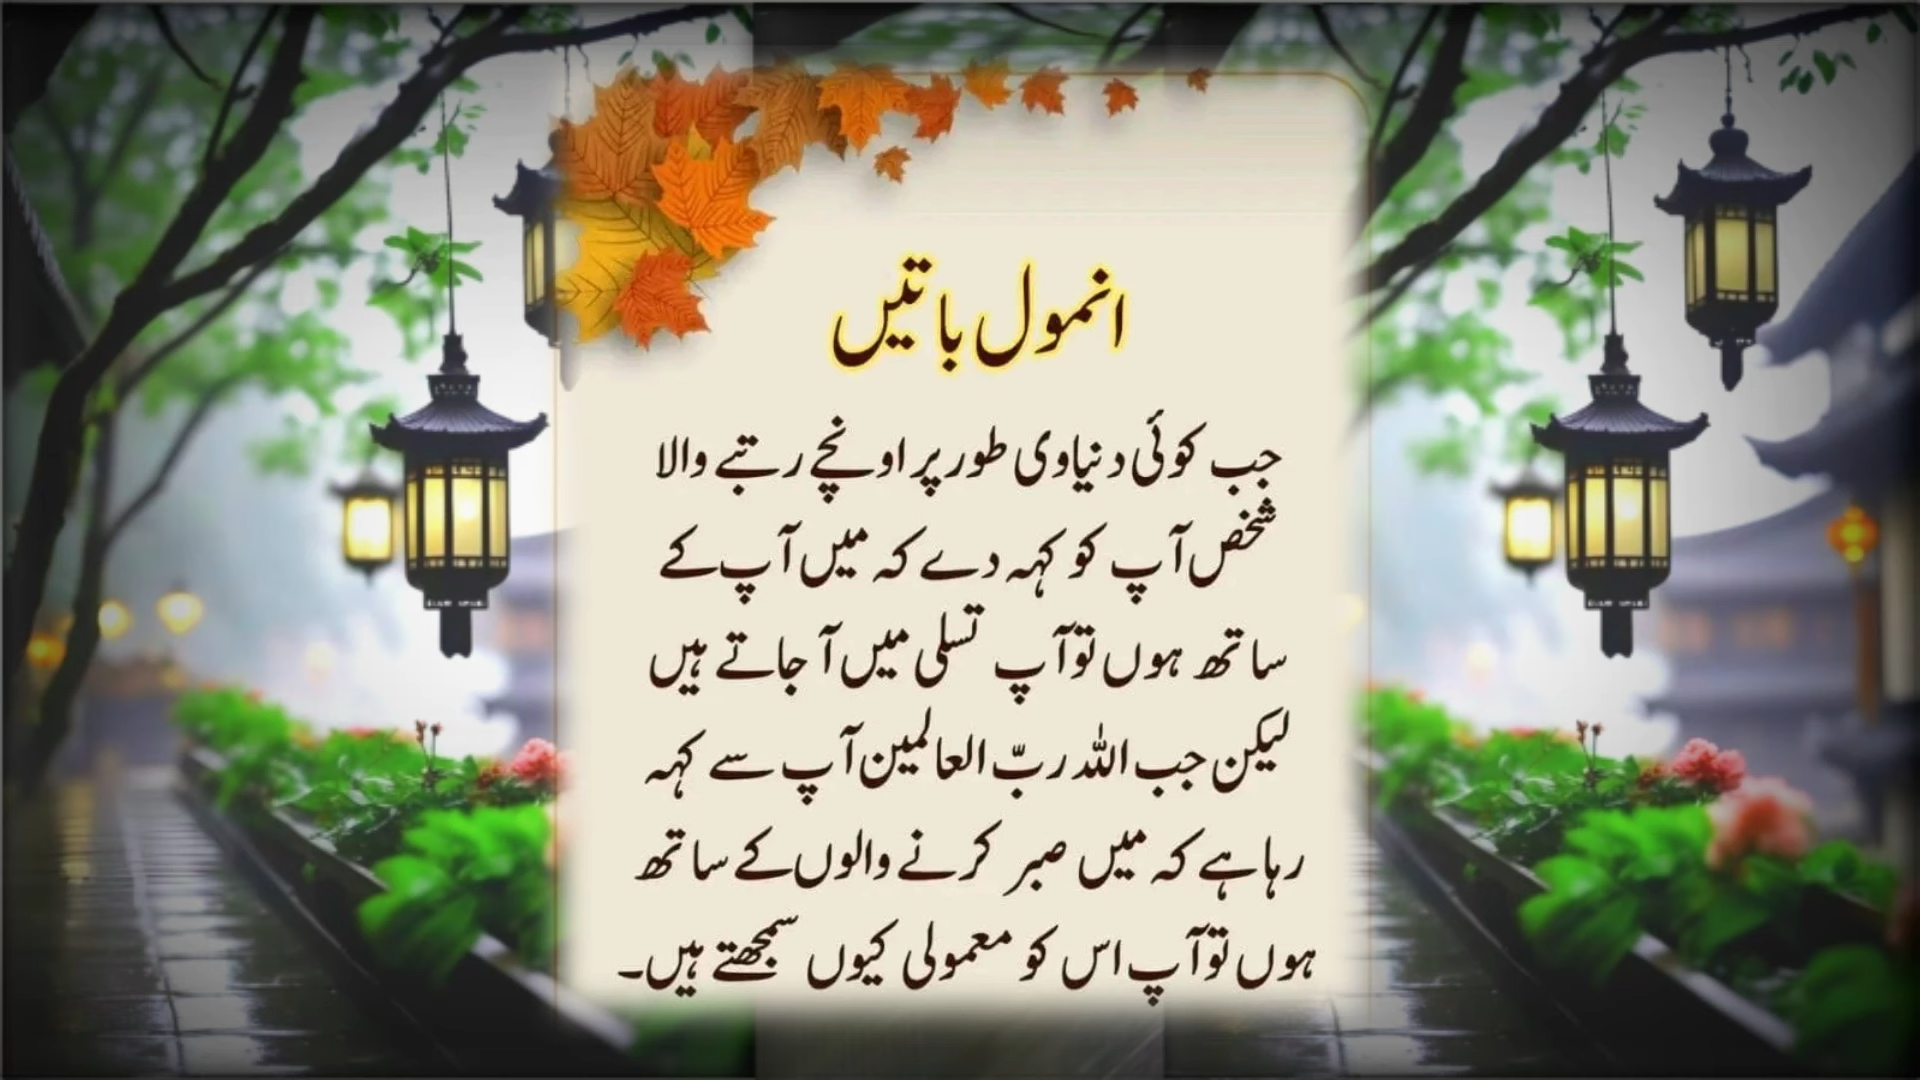 انمول باتیں
جب کوئی دنیاوی طور پر اونچے رتبے والا
شخص آپ کو کہہ دے کہ میں آپ کے
ساتھ ہوں تو آپ تسلی میں آ جاتے ہیں
لیکن جب اللہ ربّ العالمین آپ سے کہہ
رہا ہے کہ میں صبر کرنے والوں کے ساتھ
ہوں تو آپ اس کو معمولی کیوں سمجھتے ہیں۔